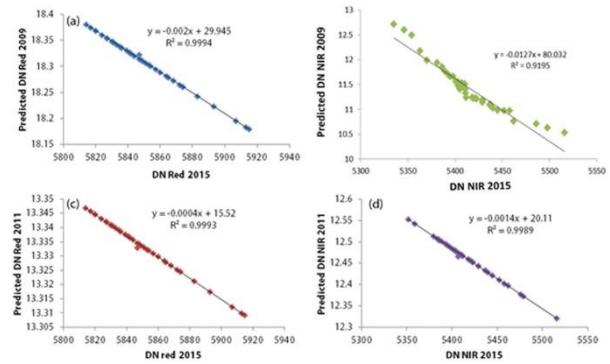 (a)
y = -0.002x + 29.945
R² = 0.9994
18.4
18.35
18.3
18.25
18.2
18.15
5800 5820 5840 5860 5880 5900 5920 5940
Predicted DN Red 2009
DN Red 2015
y = -0.0127x + 80.032
R² = 0.9195
13
12.5
12
11.5
11
10.5
10
5300 5350 5400 5450 5500 5550
Predicted DN NIR 2009
DN NIR 2015
(c)
y = -0.0004x + 15.52
R² = 0.9993
13.35
13.345
13.34
13.335
13.33
13.325
13.32
13.315
13.31
13.305
5800 5820 5840 5860 5880 5900 5920 5940
Predicted DN Red 2011
DN red 2015
(d)
y = -0.0014x + 20.11
R² = 0.9989
12.6
12.55
12.5
12.45
12.4
12.35
12.3
5300 5350 5400 5450 5500 5550
Predicted DN NIR 2011
DN NIR 2015